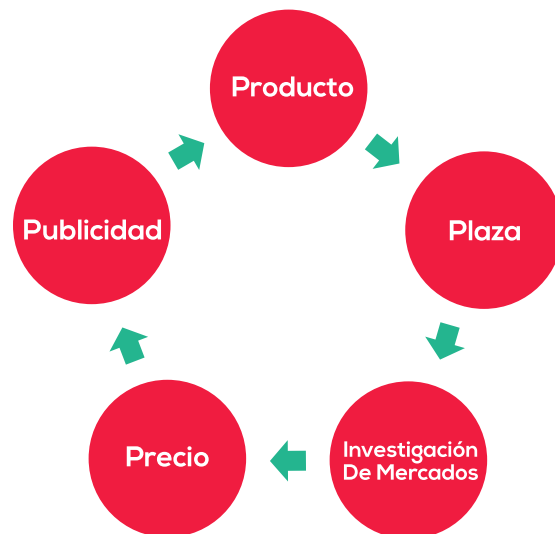 Producto
Plaza
Investigación
De Mercados
Precio
Publicidad